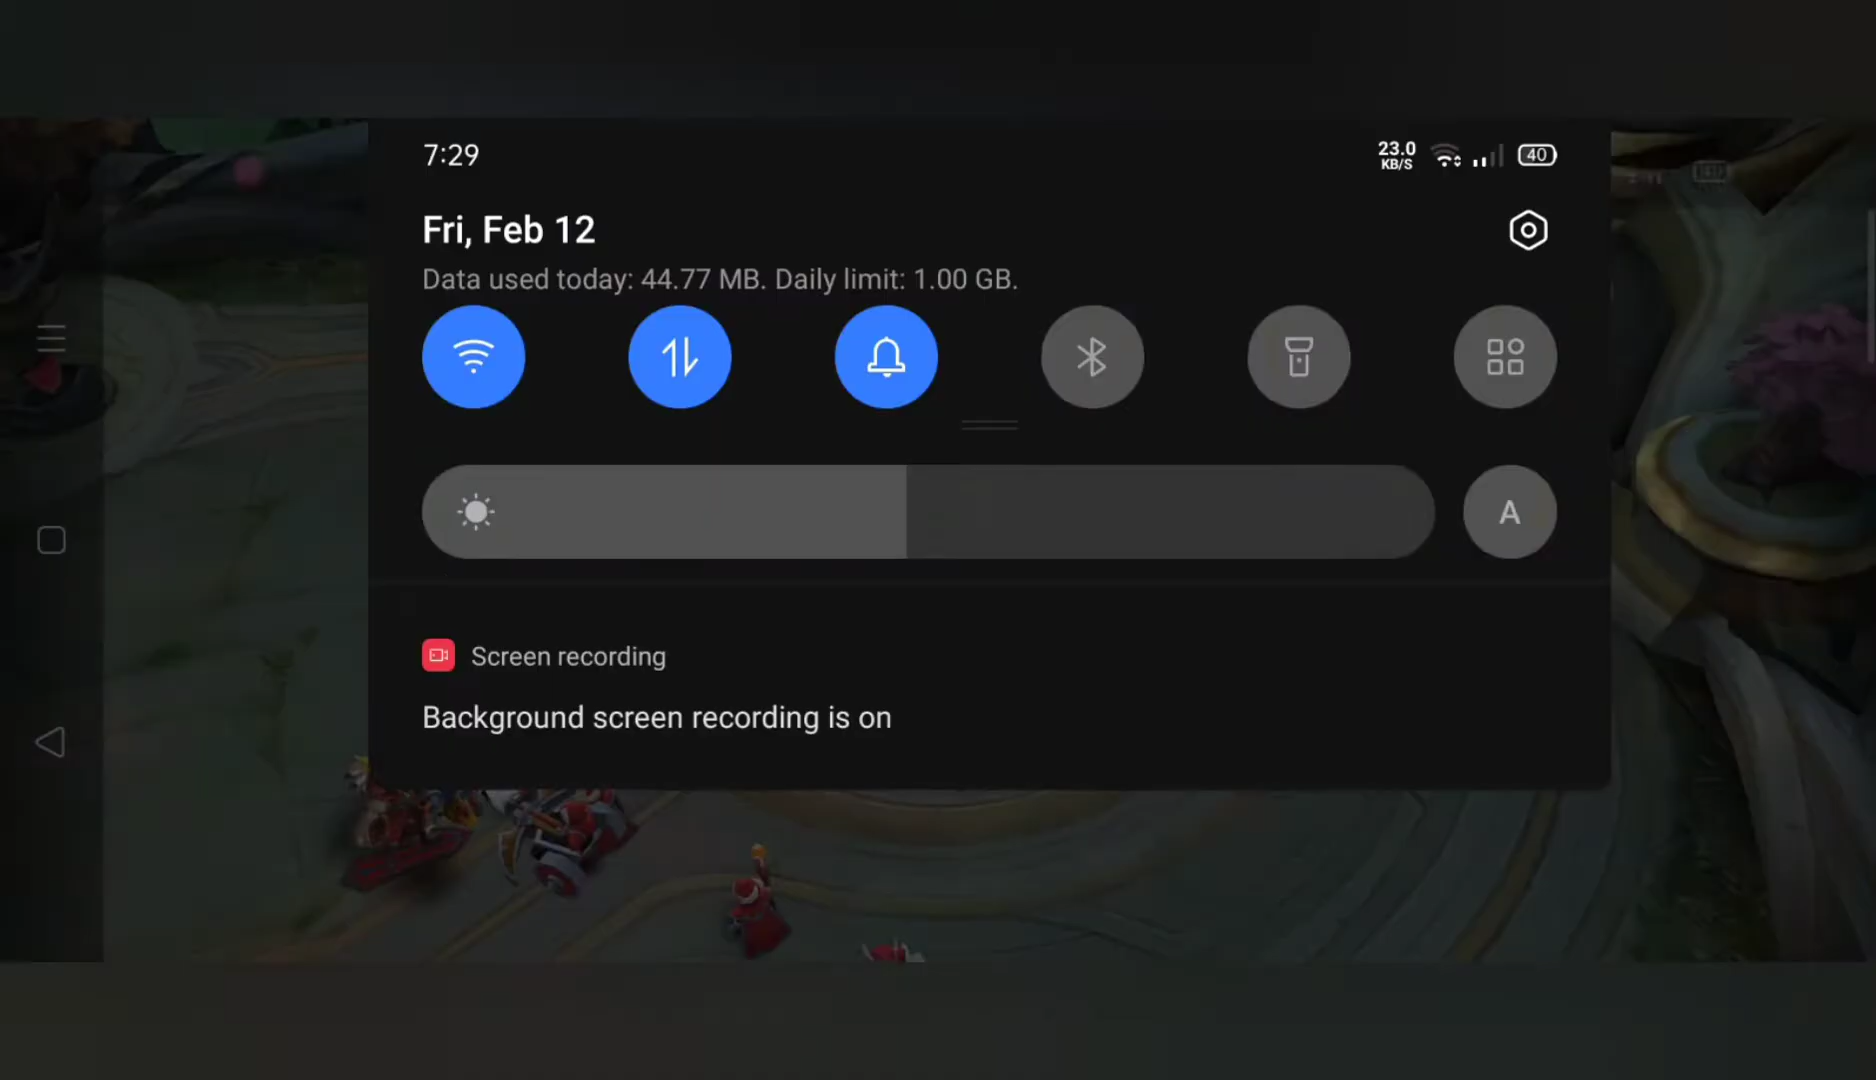 7:29
23.0
KB/S
40
Fri, Feb 12
Data used today: 44.77 MB. Daily limit: 1.00 GB.
A
Screen recording
Background screen recording is on